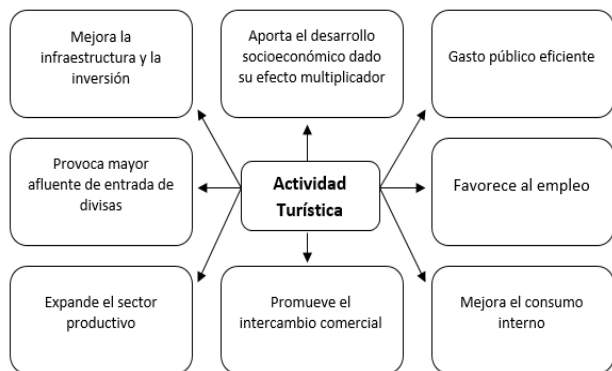 Mejora la
infraestructura y la
inversión
Aporta el desarrollo
socioeconómico dado
su efecto multiplicador
Gasto público eficiente
Provoca mayor
afluente de entrada de
divisas
Actividad
Turística
Favorece al empleo
Expande el sector
productivo
Promueve el
intercambio comercial
Mejora el consumo
interno